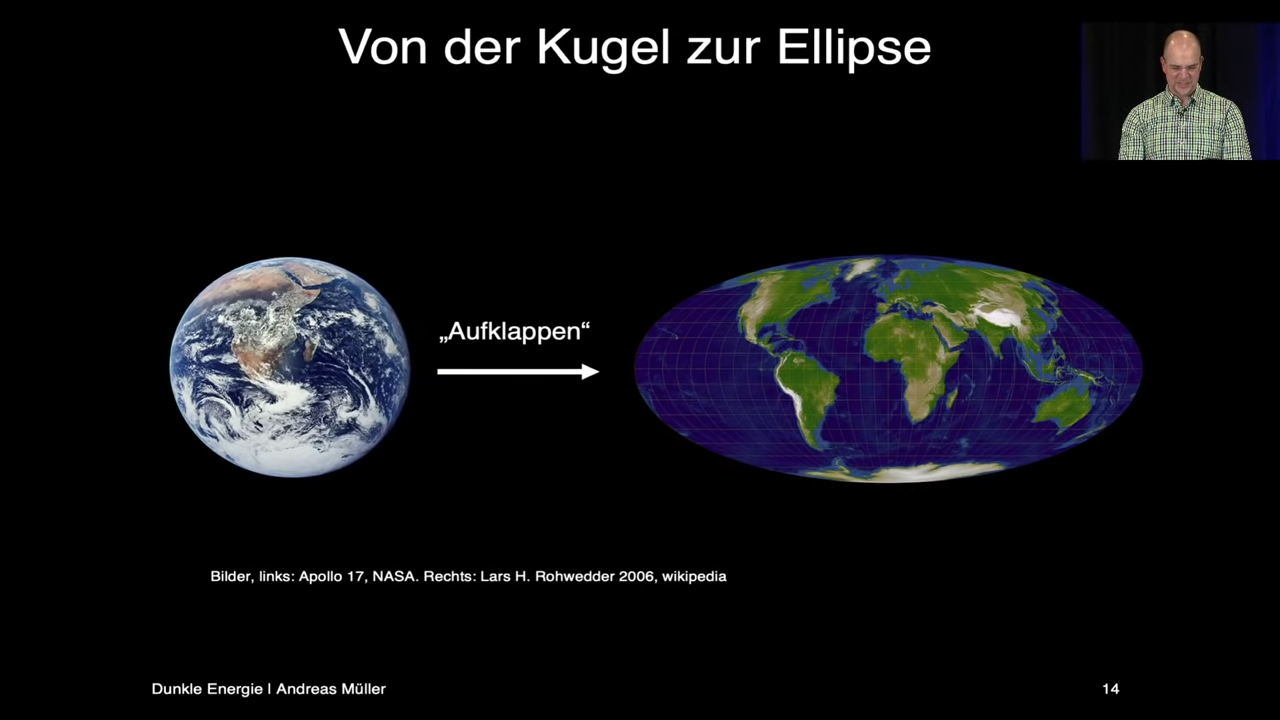 Von der Kugel zur Ellipse
„Aufklappen“
Bilder, links: Apollo 17, NASA. Rechts: Lars H. Rohwedder 2006, wikipedia
Dunkle Energie | Andreas Müller
14